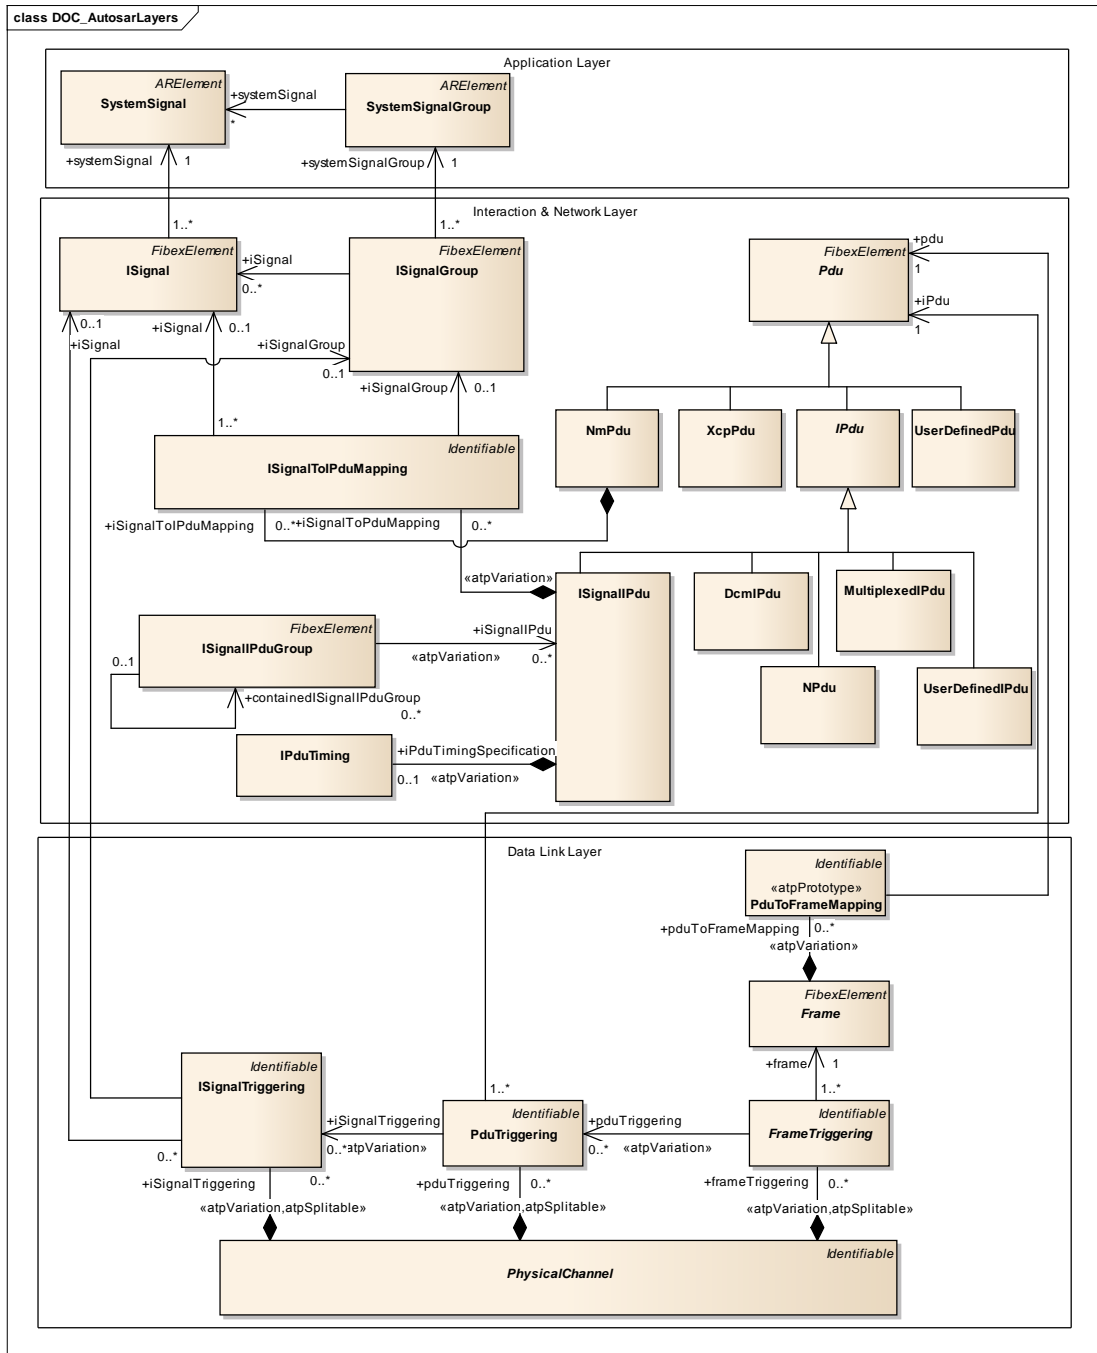 class DOC_AutosarLayers
Application Layer
ARElement
SystemSignal
ARElement
SystemSignalGroup
+systemSignal
*
+systemSignal
1
+systemSignalGroup
1
Interaction & Network Layer
1..*
1..*
FibexElement
ISignal
FibexElement
ISignalGroup
+iSignal
0..*
FibexElement
Pdu
+pdu
1
+iPdu
1
0..1
+iSignal
+iSignal
0..1
+iSignalGroup
0..1
+iSignalGroup
0..1
1..*
NmPdu
XcpPdu
IPdu
UserDefinedPdu
Identifiable
ISignalToIPduMapping
+iSignalToIPduMapping
0..*
+iSignalToPduMapping
0..*
«atpVariation»
ISignalIPdu
DcmIPdu
MultiplexedIPdu
NPdu
UserDefinedIPdu
FibexElement
ISignalIPduGroup
+iSignalIPdu
«atpVariation»
0..*
0..1
+containedISignalIPduGroup
0..*
IPduTiming
+iPduTimingSpecification
0..1
«atpVariation»
Data Link Layer
Identifiable
«atpPrototype»
PduToFrameMapping
+pduToFrameMapping
0..*
«atpVariation»
FibexElement
Frame
+frame
1
1..*
1..*
Identifiable
ISignalTriggering
+iSignalTriggering
0..*
«atpVariation»
Identifiable
PduTriggering
+pduTriggering
0..*
«atpVariation»
Identifiable
FrameTriggering
0..*
+iSignalTriggering
0..*
«atpVariation,atpSplitable»
+pduTriggering
0..*
«atpVariation,atpSplitable»
+frameTriggering
0..*
«atpVariation,atpSplitable»
Identifiable
PhysicalChannel